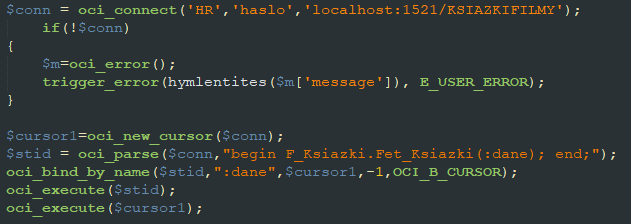 $conn = oci_connect('HR','haslo','localhost:1521/KSIAZKIFILMY');
if(!$conn)
{
$m=oci_error();
trigger_error(hymlentites($m['message']), E_USER_ERROR);
}
$cursor1=oci_new_cursor($conn);
$stid = oci_parse($conn,"begin F_Ksiazki.Fet_Ksiazki(:dane); end;");
oci_bind_by_name($stid,":dane",$cursor1,-1,OCI_B_CURSOR);
oci_execute($stid);
oci_execute($cursor1);